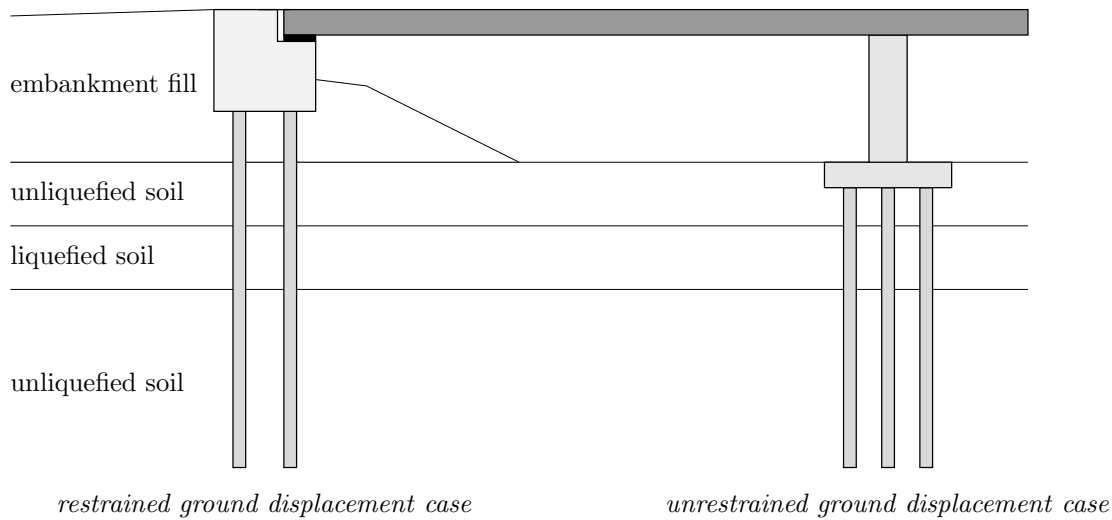 embankment fill
unliquefied soil
liquefied soil
unliquefied soil
restrained ground displacement case
unrestrained ground displacement case